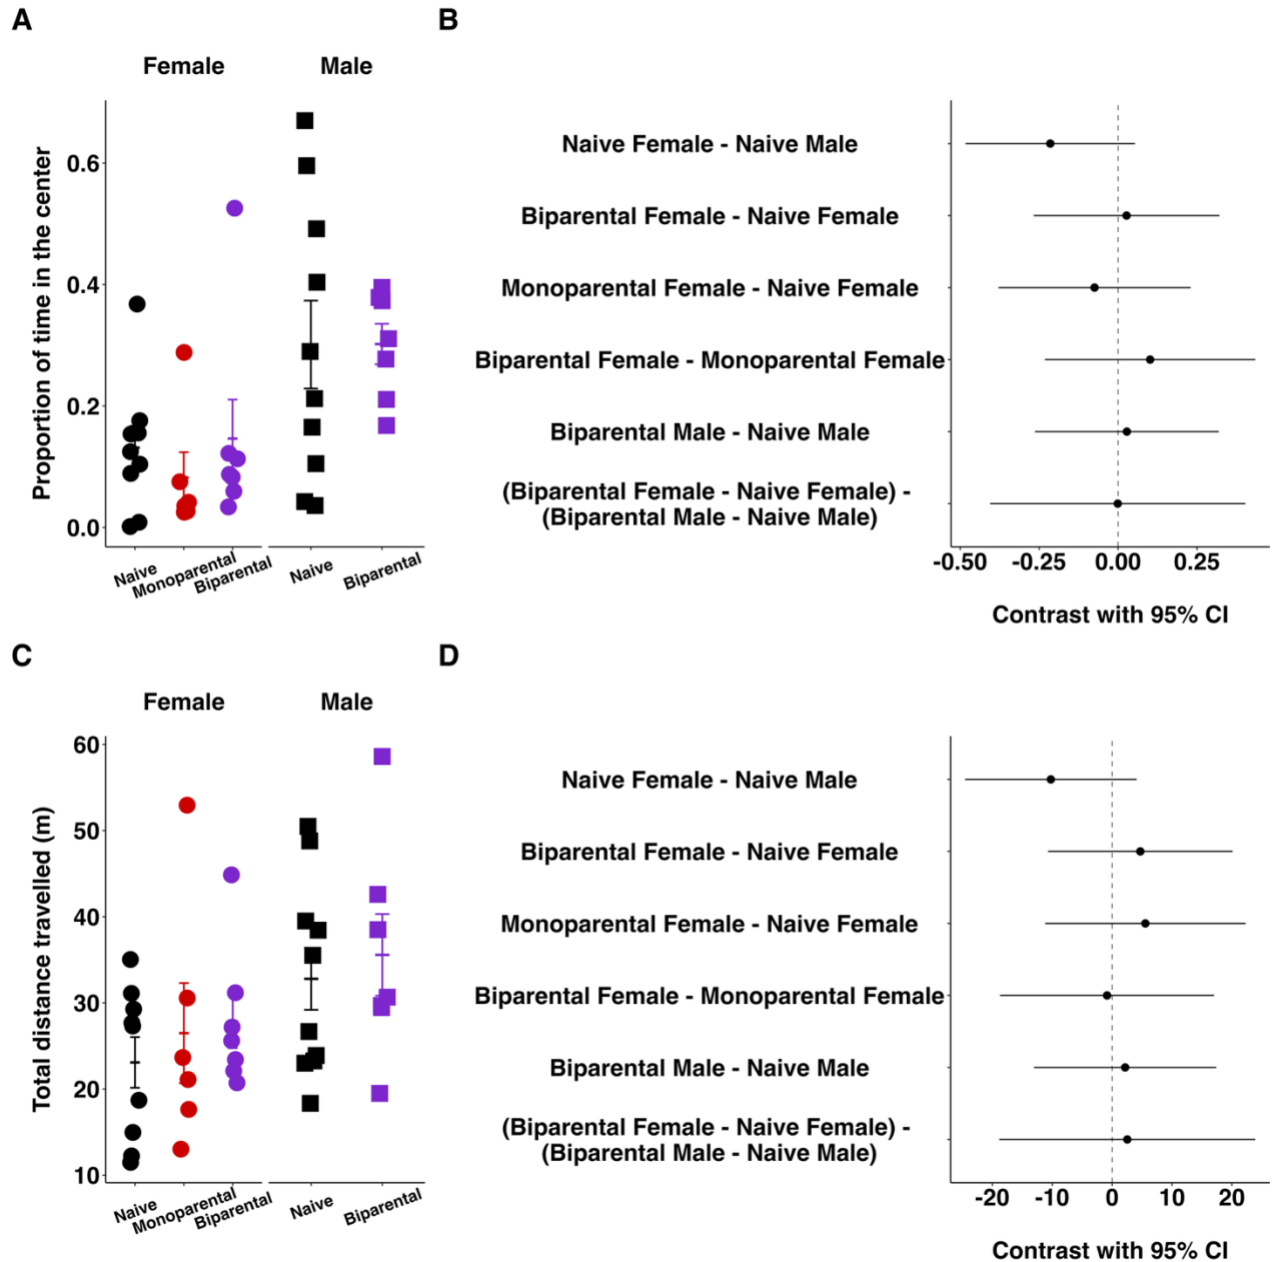 A
B
Female
Male
Proportion of time in the center
0.6
0.4
0.2
0.0
Naive
Monoparental
Biparental
Naive
Biparental
Naive Female - Naive Male
Biparental Female - Naive Female
Monoparental Female - Naive Female
Biparental Female - Monoparental Female
Biparental Male - Naive Male
(Biparental Female - Naive Female) -
(Biparental Male - Naive Male)
-0.50
-0.25
0.00
0.25
Contrast with 95% CI
C
D
Female
Male
Total distance travelled (m)
60
50
40
30
20
10
Naive
Monoparental
Biparental
Naive
Biparental
Naive Female - Naive Male
Biparental Female - Naive Female
Monoparental Female - Naive Female
Biparental Female - Monoparental Female
Biparental Male - Naive Male
(Biparental Female - Naive Female) -
(Biparental Male - Naive Male)
-20
-10
0
10
20
Contrast with 95% CI